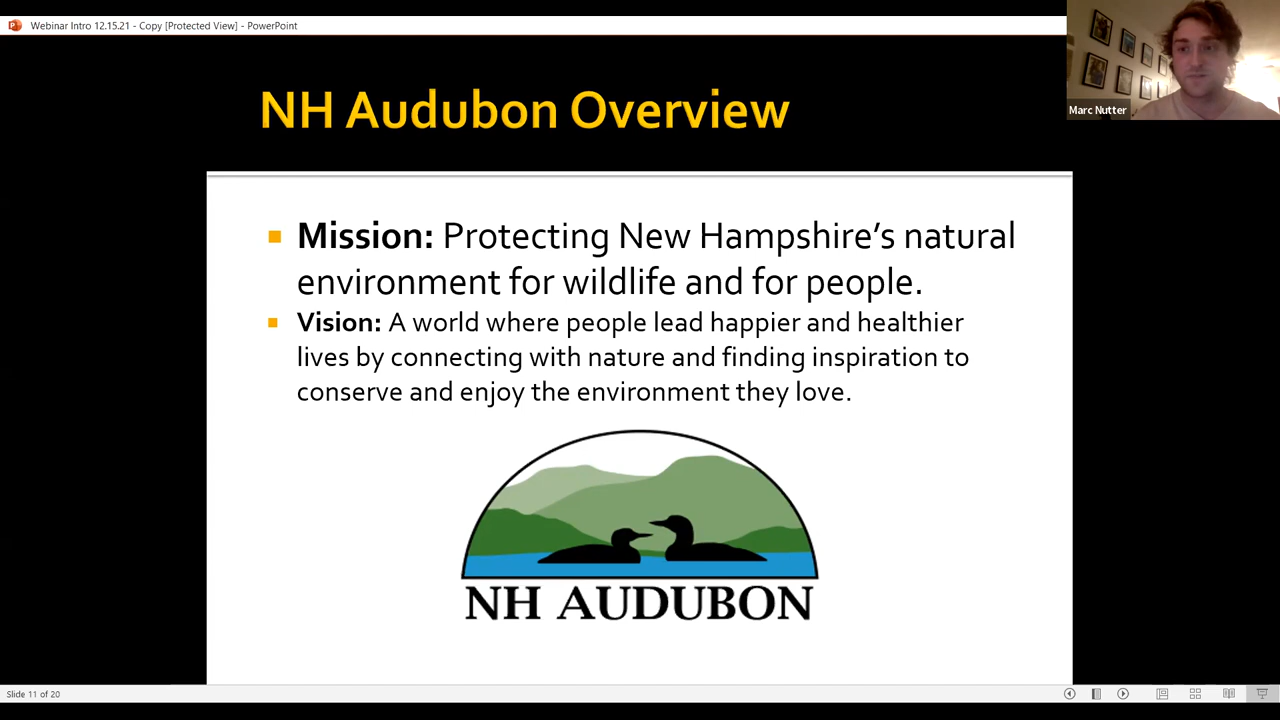 Webinar Intro 12.15.21 - Copy [Protected View] - PowerPoint
Marc Nutter
NH Audubon Overview
Mission: Protecting New Hampshire’s natural
environment for wildlife and for people.
Vision: A world where people lead happier and healthier
lives by connecting with nature and finding inspiration to
conserve and enjoy the environment they love.
NH AUDUBON
Slide 11 of 20